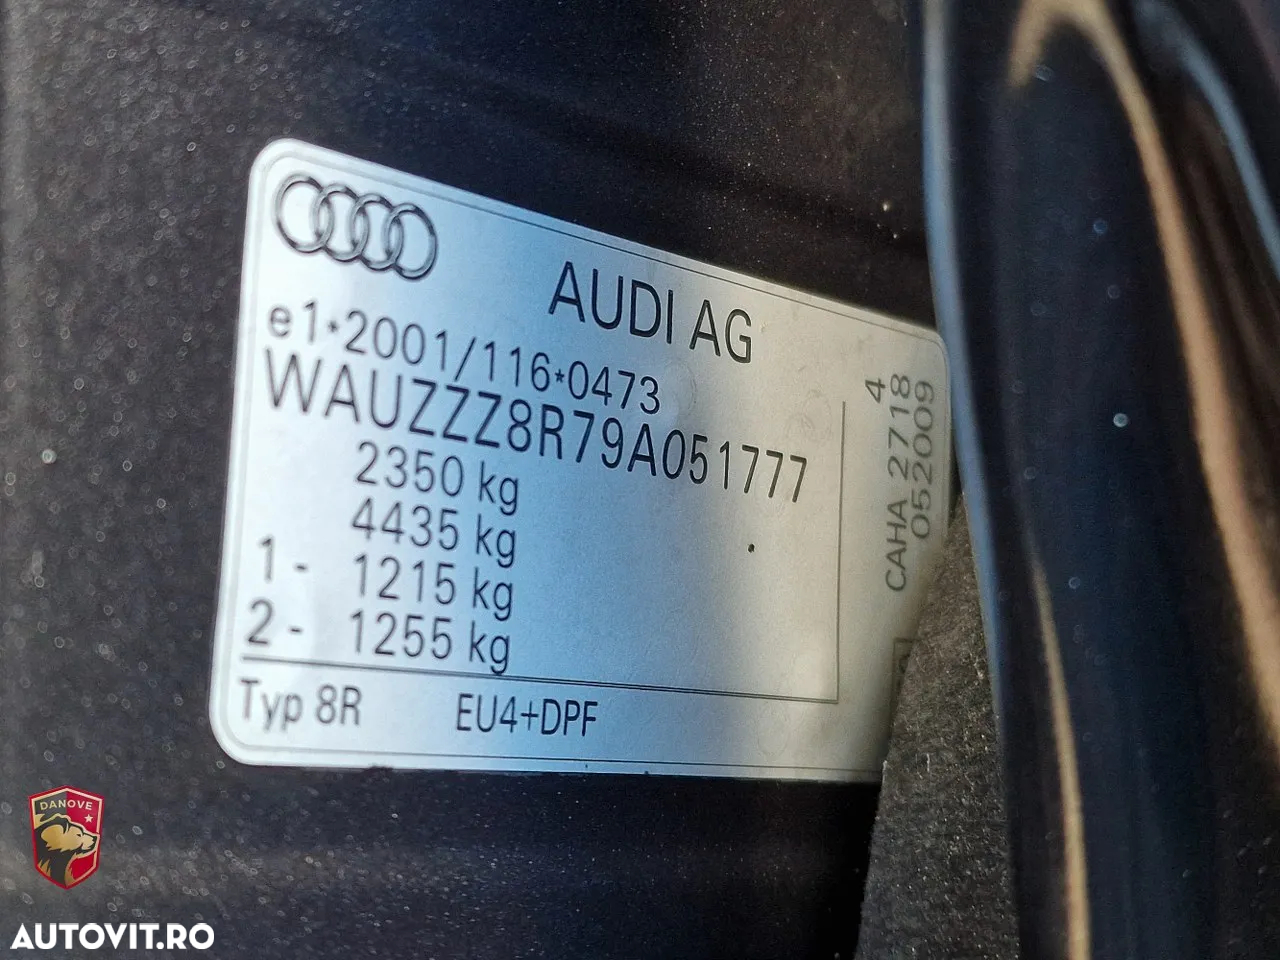 AUDI AG
e1*2001/116*0473
WAUZZZ8R79A051777
2350 kg
4435 kg
1 - 1215 kg
2 - 1255 kg
Typ 8R EU4+DPF
4
CAHA 2718
052009
DANOVE
AUTOVIT.RO